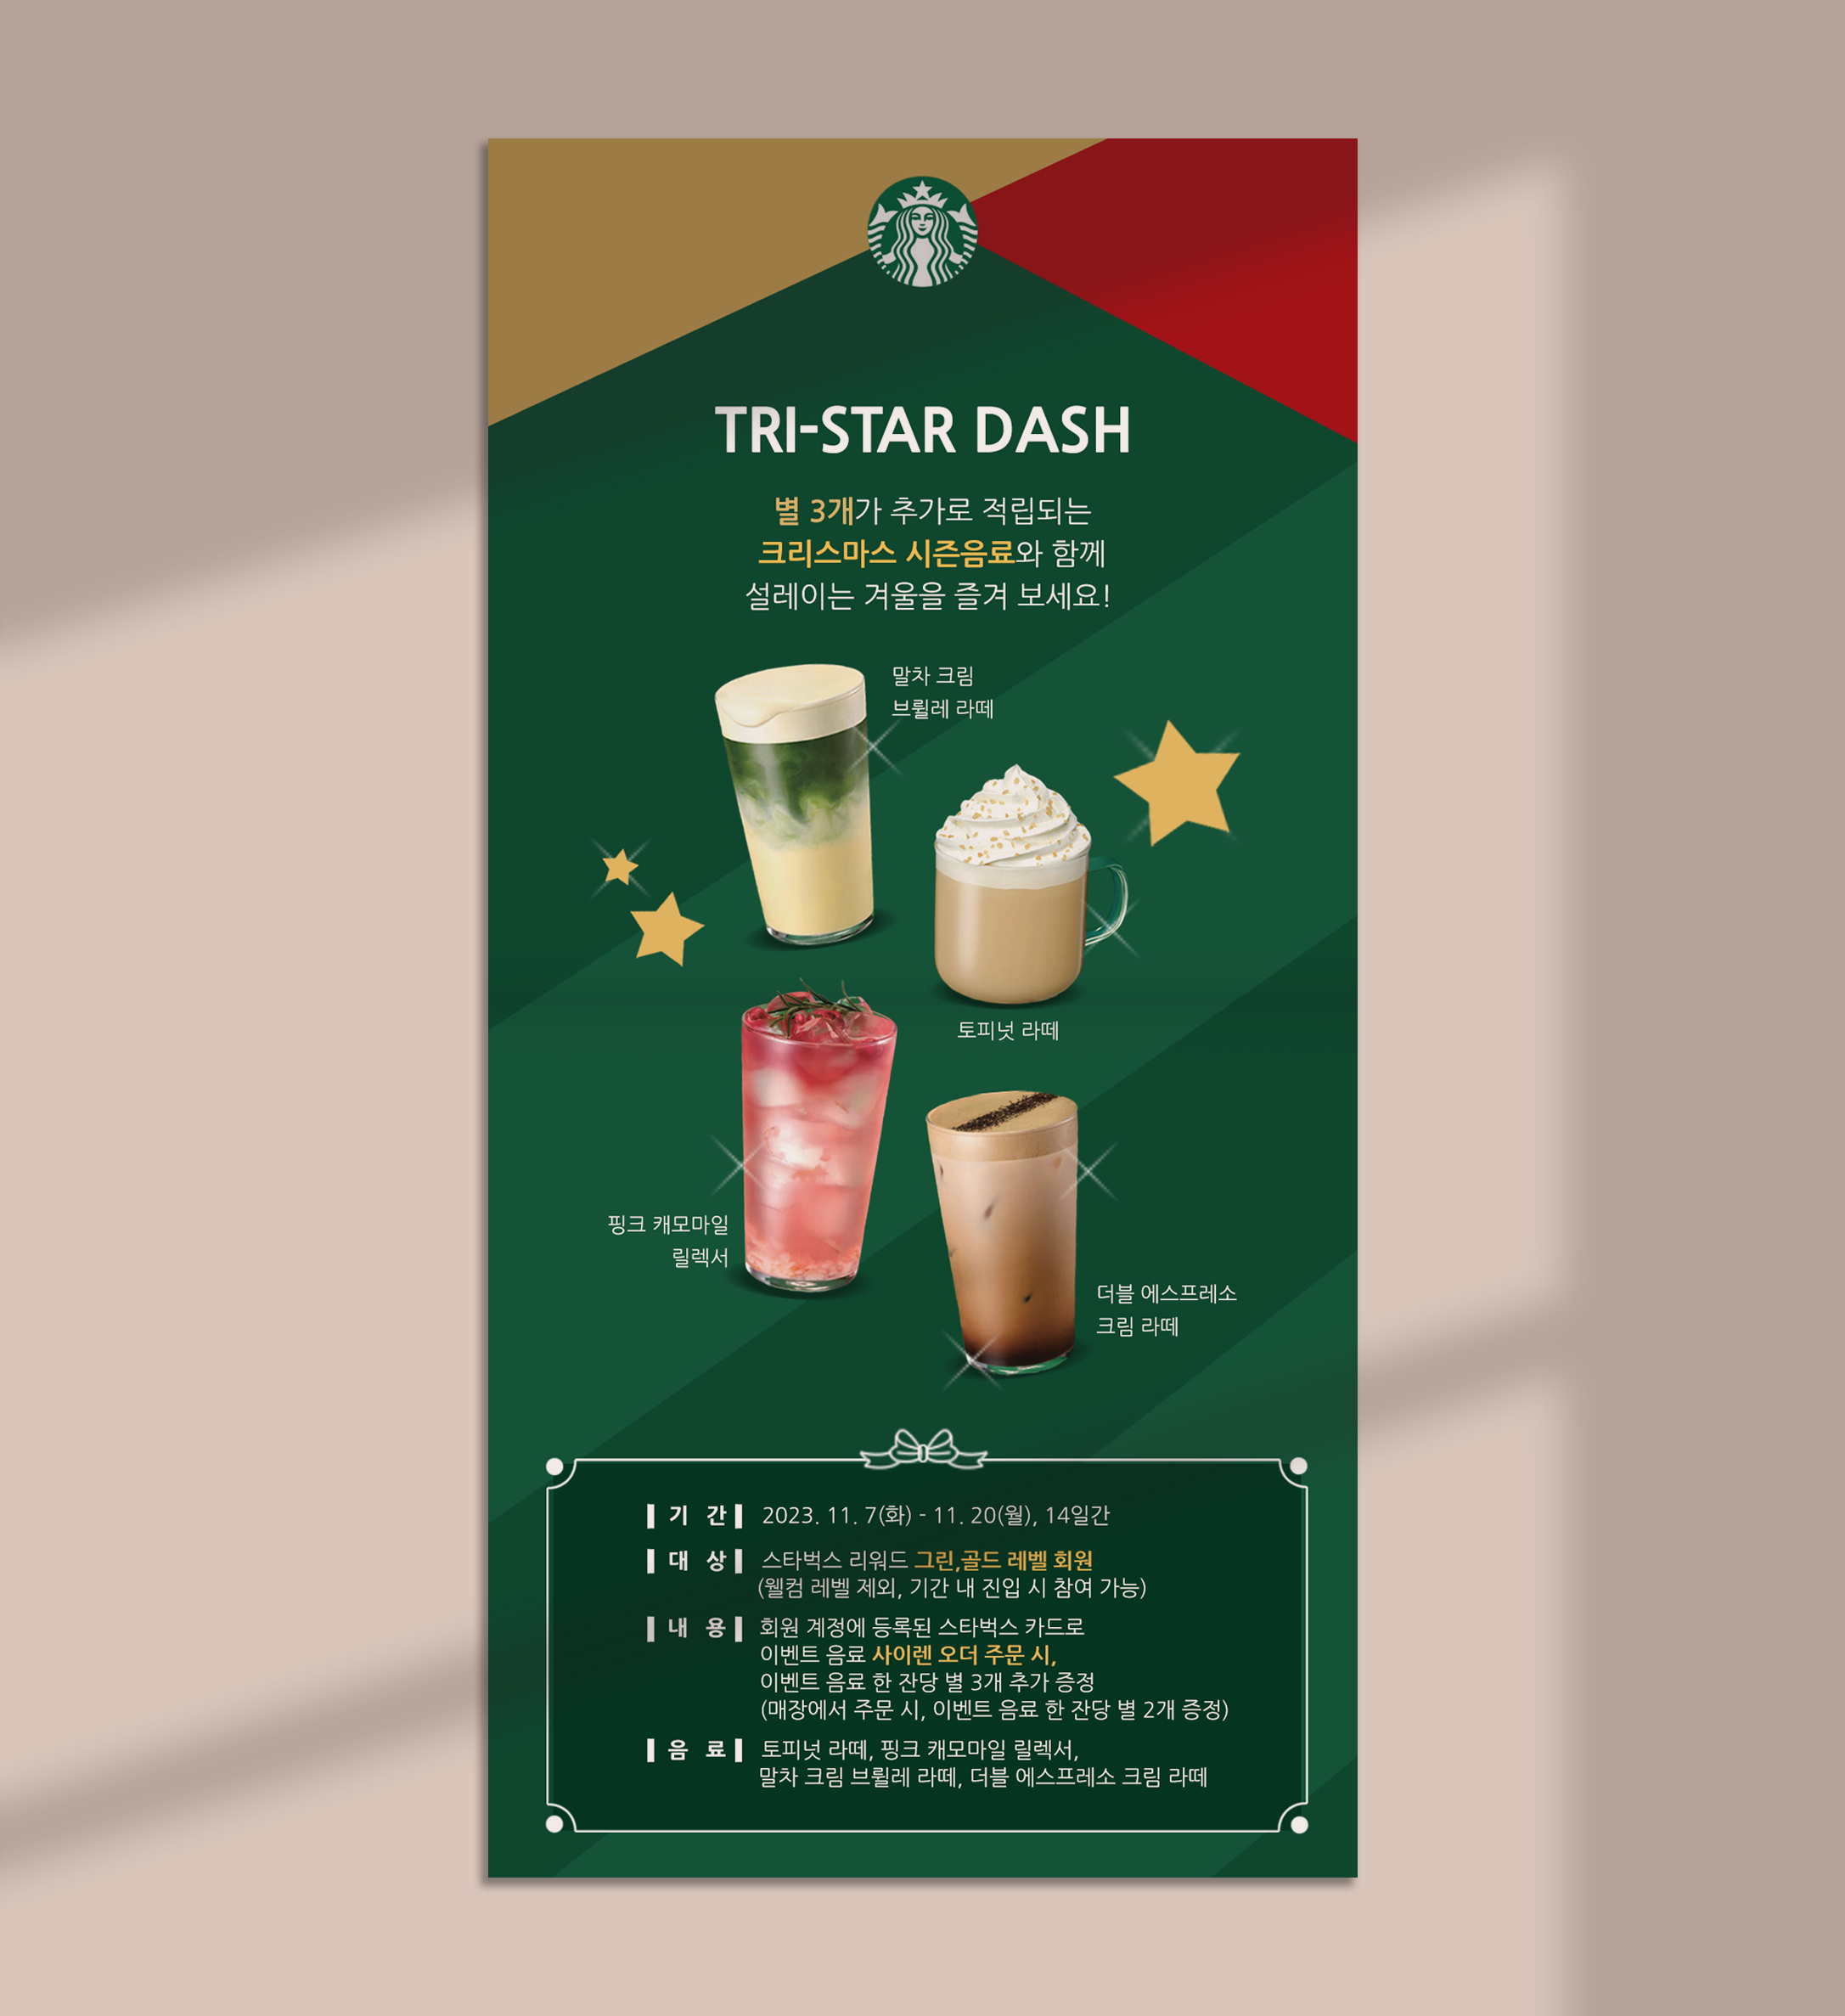 TRI-STAR DASH
별 3개가 추가로 적립되는
크리스마스 시즌음료와 함께
설레이는 겨울을 즐겨 보세요!
말차 크림
브륄레 라떼
토피넛 라떼
핑크 캐모마일
릴렉서
더블 에스프레소
크림 라떼
기 간 2023. 11. 7(화) - 11. 20(월), 14일간
대 상 스타벅스 리워드 그린,골드 레벨 회원
(웰컴 레벨 제외, 기간 내 진입 시 참여 가능)
내 용 회원 계정에 등록된 스타벅스 카드로
이벤트 음료 사이렌 오더 주문 시,
이벤트 음료 한 잔당 별 3개 추가 증정
(매장에서 주문 시, 이벤트 음료 한 잔당 별 2개 증정)
음 료 토피넛 라떼, 핑크 캐모마일 릴렉서,
말차 크림 브륄레 라떼, 더블 에스프레소 크림 라떼